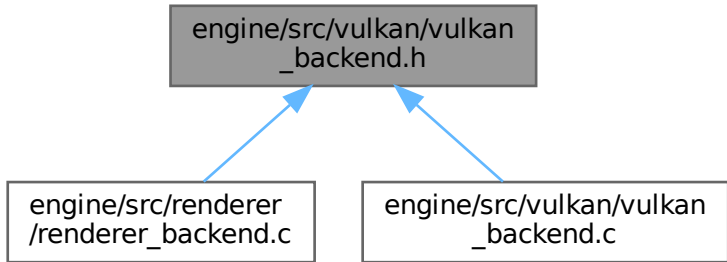 engine/src/vulkan/vulkan
_backend.h
engine/src/renderer
/renderer_backend.c
engine/src/vulkan/vulkan
_backend.c